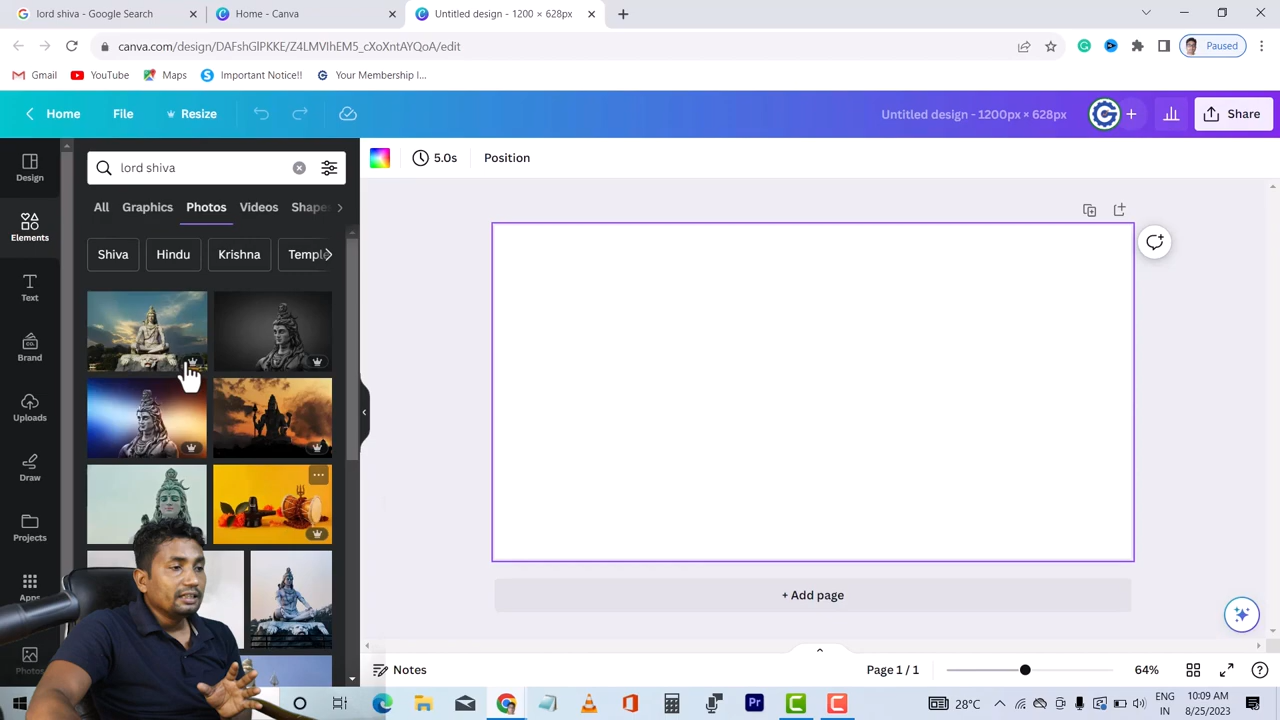 lord shiva - Google Search
Home - Canva
Untitled design - 1200 × 628px
canva.com/design/DAFshGlPKKE/Z4LMVIhEM5_cXoXntAYQoA/edit
Paused
Gmail
YouTube
Maps
Important Notice!!
Your Membership I...
Home
File
Resize
Untitled design - 1200px × 628px
Share
Design
Elements
Text
Brand
Uploads
Draw
Projects
Apps
Photos
lord shiva
All
Graphics
Photos
Videos
Shape
Shiva
Hindu
Krishna
Temple
5.0s
Position
+ Add page
Notes
Page 1 / 1
64%
28°C
ENG
IN
10:09 AM
8/25/2023